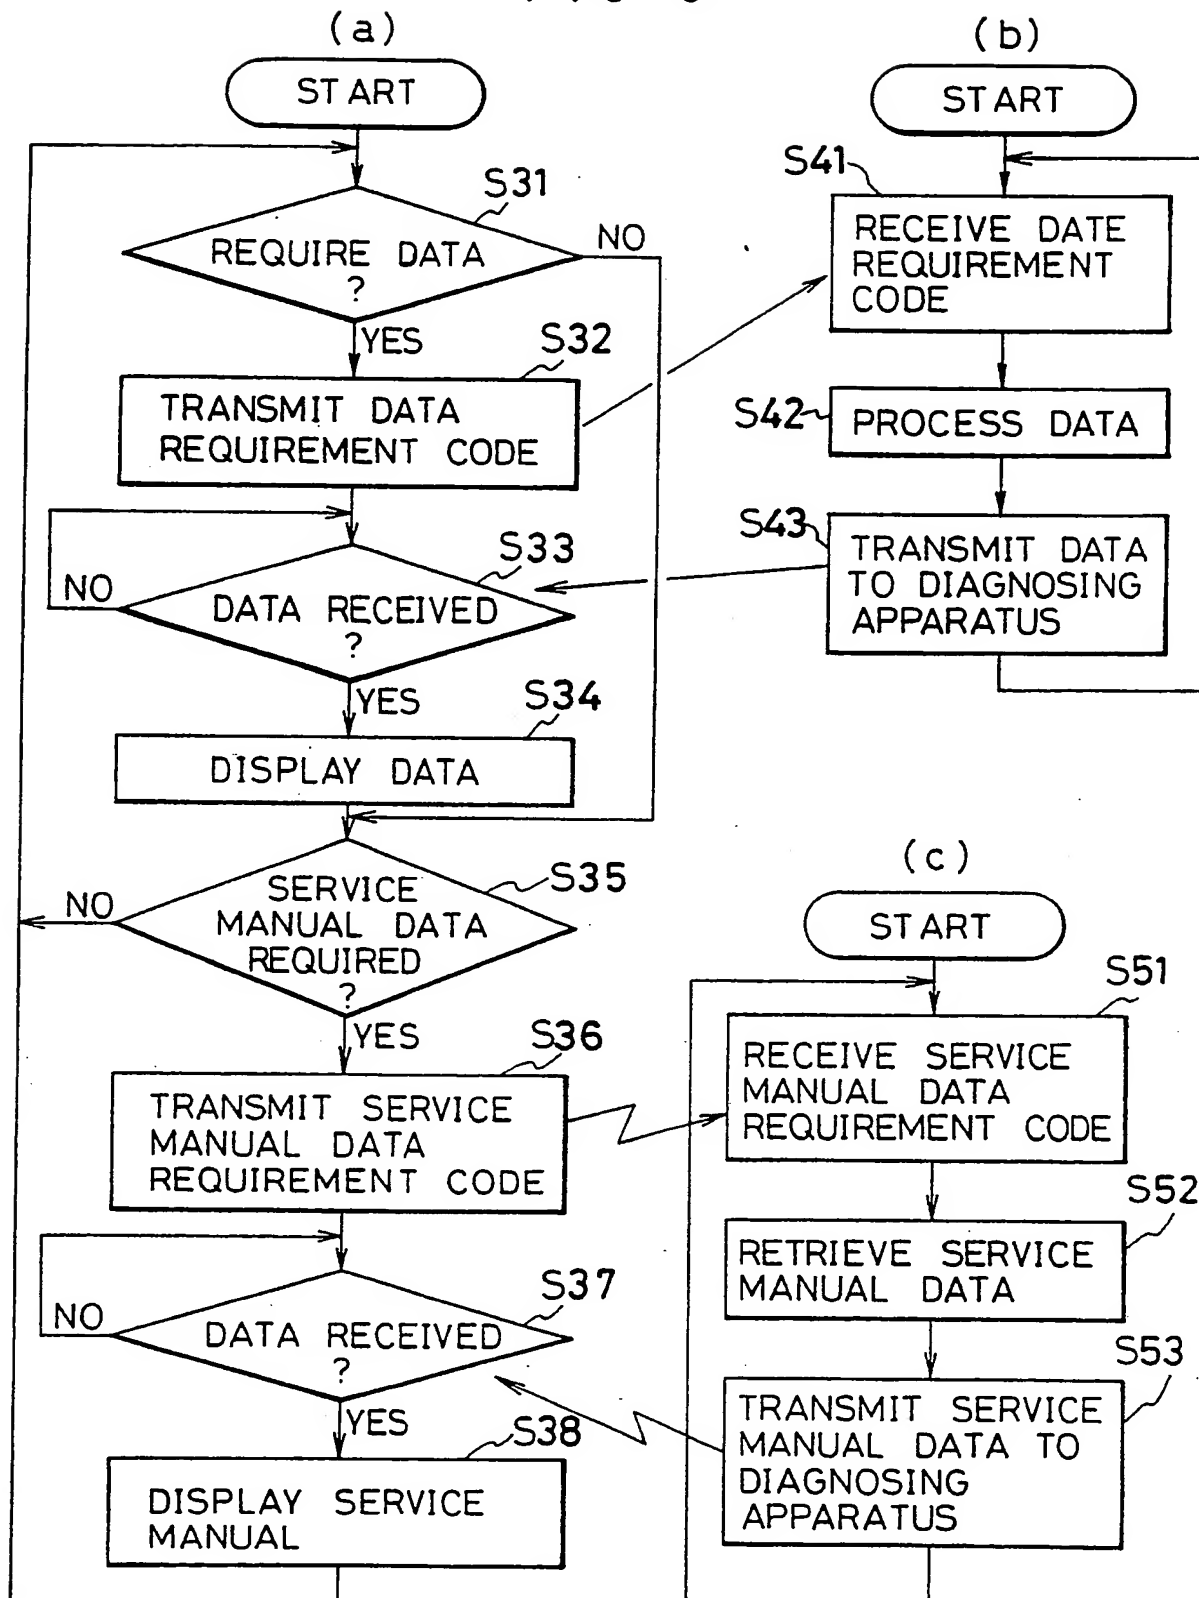 (a)
START
S31
REQUIRE DATA
?
NO
YES
S32
TRANSMIT DATA
REQUIREMENT CODE
S33
NO
DATA RECEIVED
?
YES
S34
DISPLAY DATA
S35
NO
SERVICE
MANUAL DATA
REQUIRED
?
YES
S36
TRANSMIT SERVICE
MANUAL DATA
REQUIREMENT CODE
S37
NO
DATA RECEIVED
?
YES
S38
DISPLAY SERVICE
MANUAL
(b)
START
S41
RECEIVE DATE
REQUIREMENT
CODE
S42
PROCESS DATA
S43
TRANSMIT DATA
TO DIAGNOSING
APPARATUS
(c)
START
S51
RECEIVE SERVICE
MANUAL DATA
REQUIREMENT CODE
S52
RETRIEVE SERVICE
MANUAL DATA
S53
TRANSMIT SERVICE
MANUAL DATA TO
DIAGNOSING
APPARATUS